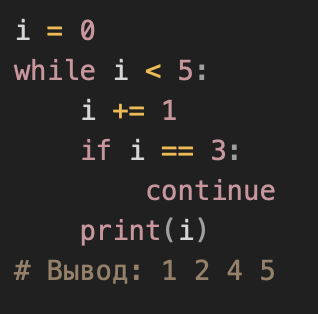 i = 0
while i < 5:
    i += 1
    if i == 3:
        continue
    print(i)
# Вывод: 1 2 4 5